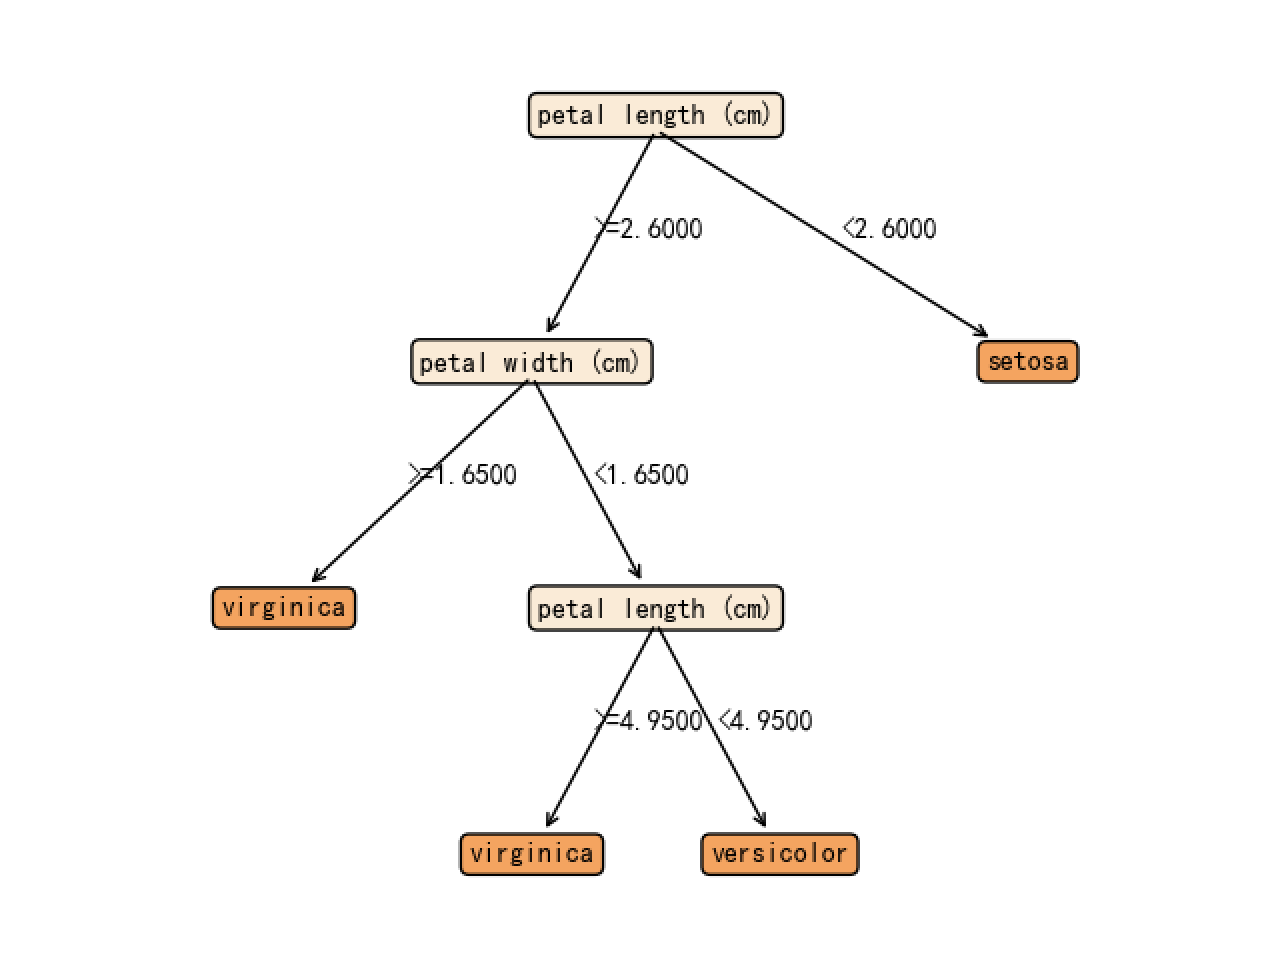 petal length (cm)
>=2.6000
<2.6000
petal width (cm)
setosa
>=1.6500
<1.6500
virginica
petal length (cm)
>=4.9500
<4.9500
virginica
versicolor